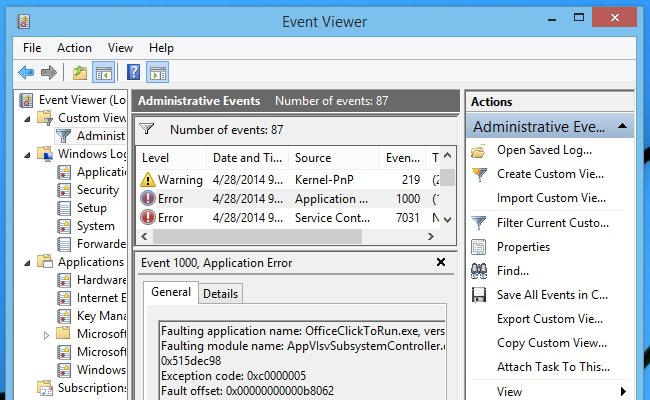 Event Viewer
File Action View Help
Event Viewer (Lo
Custom View
Administ
Windows Log
Applicatio
Security
Setup
System
Forwarde
Applications
Hardware
Internet E
Key Mana
Microsof
Microsoft
Windows
Subscriptions
Administrative Events Number of events: 87
Number of events: 87
Level Date and Ti... Source Even... T
Warning 4/28/2014 9... Kernel-PnP 219 (2
Error 4/28/2014 9... Application ... 1000 (1
Error 4/28/2014 9... Service Cont... 7031 N
Event 1000, Application Error
General Details
Faulting application name: OfficeClickToRun.exe, vers
Faulting module name: AppVIsvSubsystemController.d
0x515dec98
Exception code: 0xc0000005
Fault offset: 0x00000000000b8062
Actions
Administrative Eve...
Open Saved Log...
Create Custom Vie...
Import Custom Vie...
Filter Current Custo...
Properties
Find...
Save All Events in C...
Export Custom View...
Copy Custom View...
Attach Task To This...
View